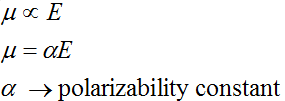 μ ∝ E
μ = αE
α → polarizability constant